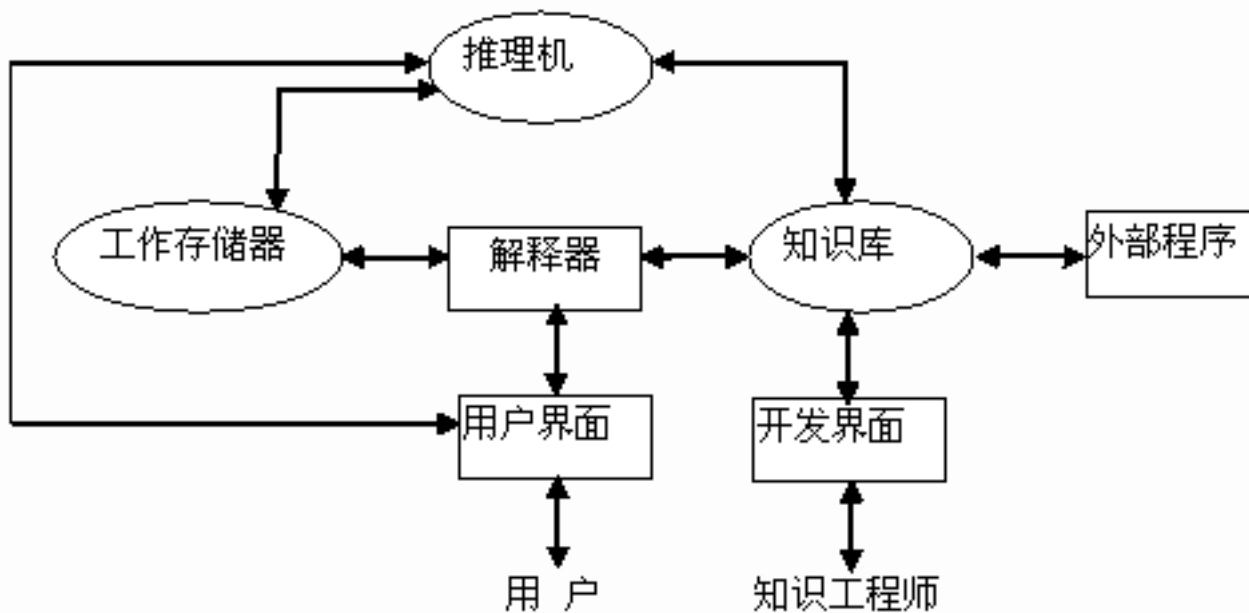 推理机
工作存储器
解释器
知识库
外部程序
用户界面
开发界面
用 户
知识工程师